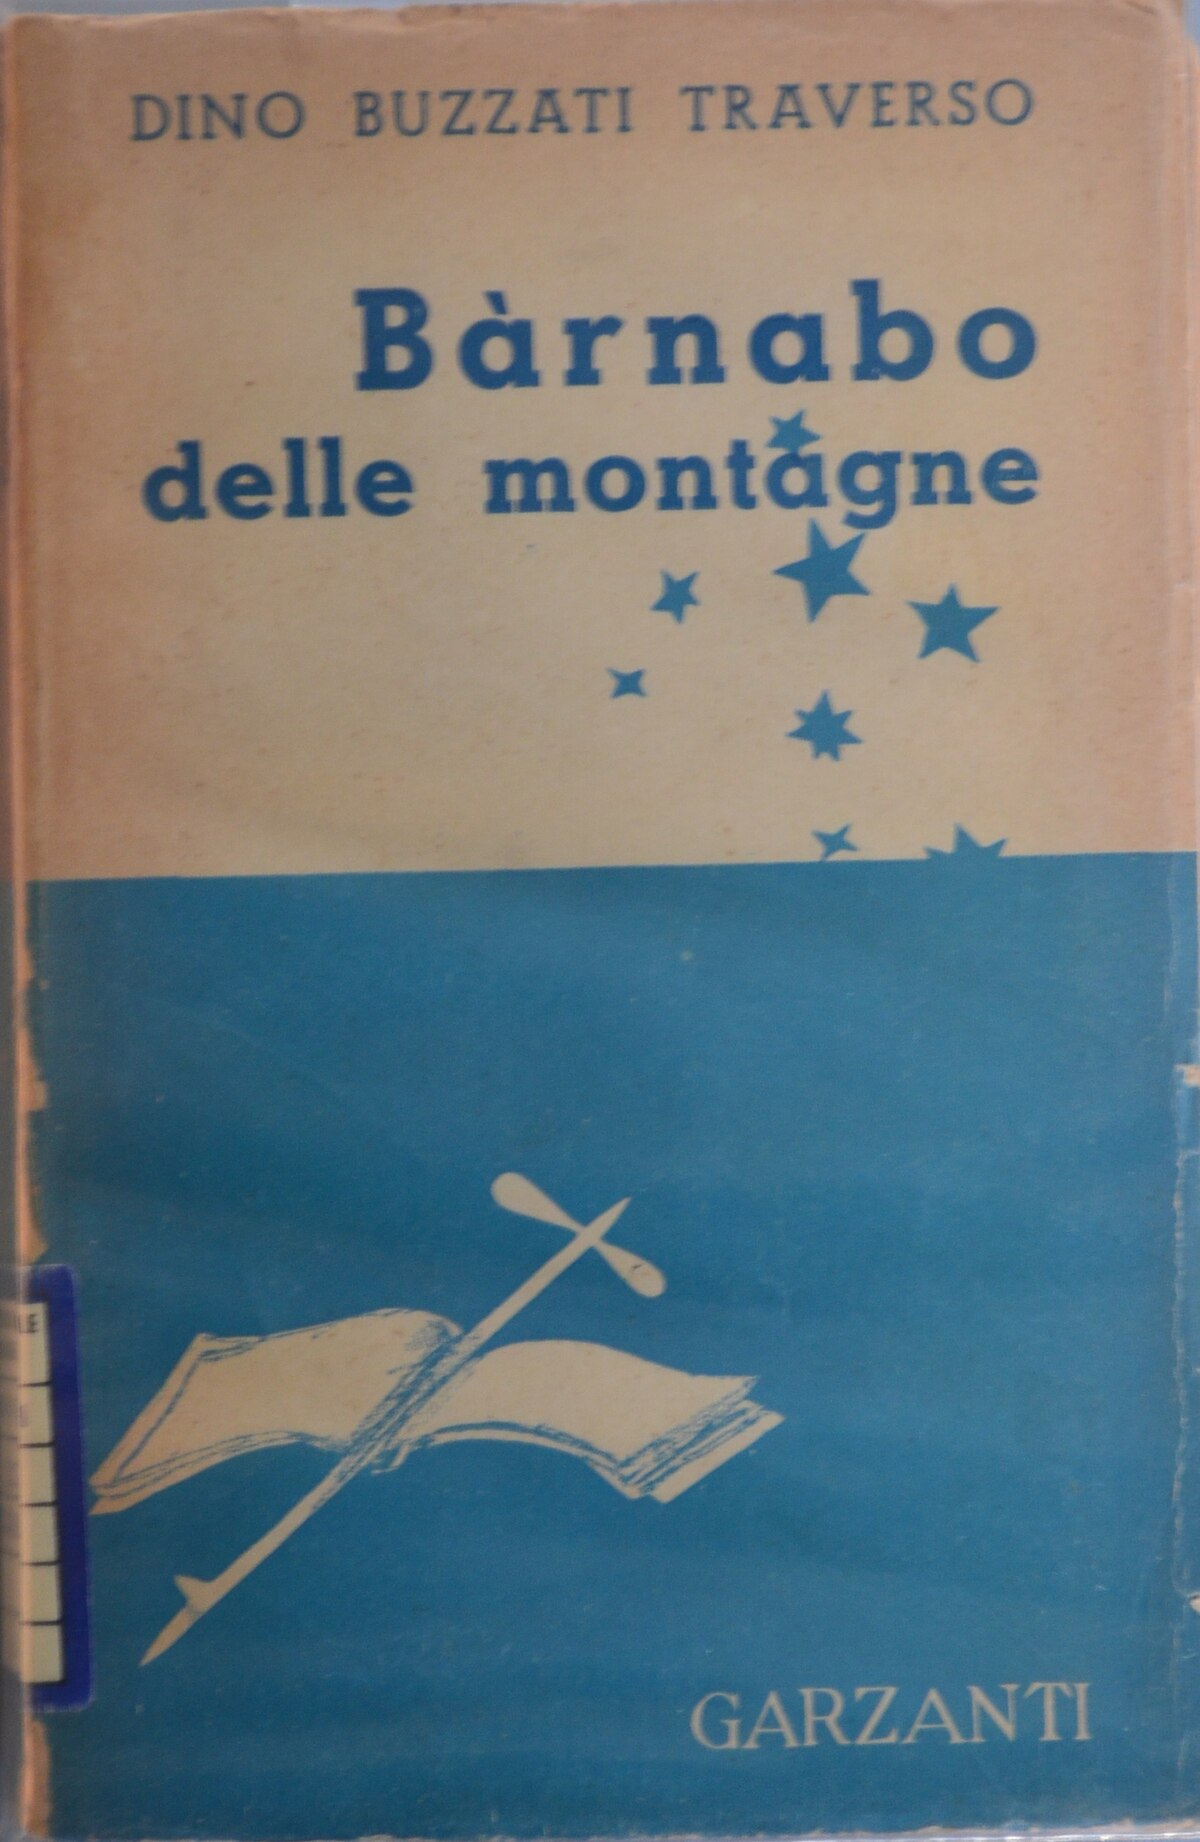 DINO BUZZATI TRAVERSO
Bàrnabo
delle montagne
GARZANTI